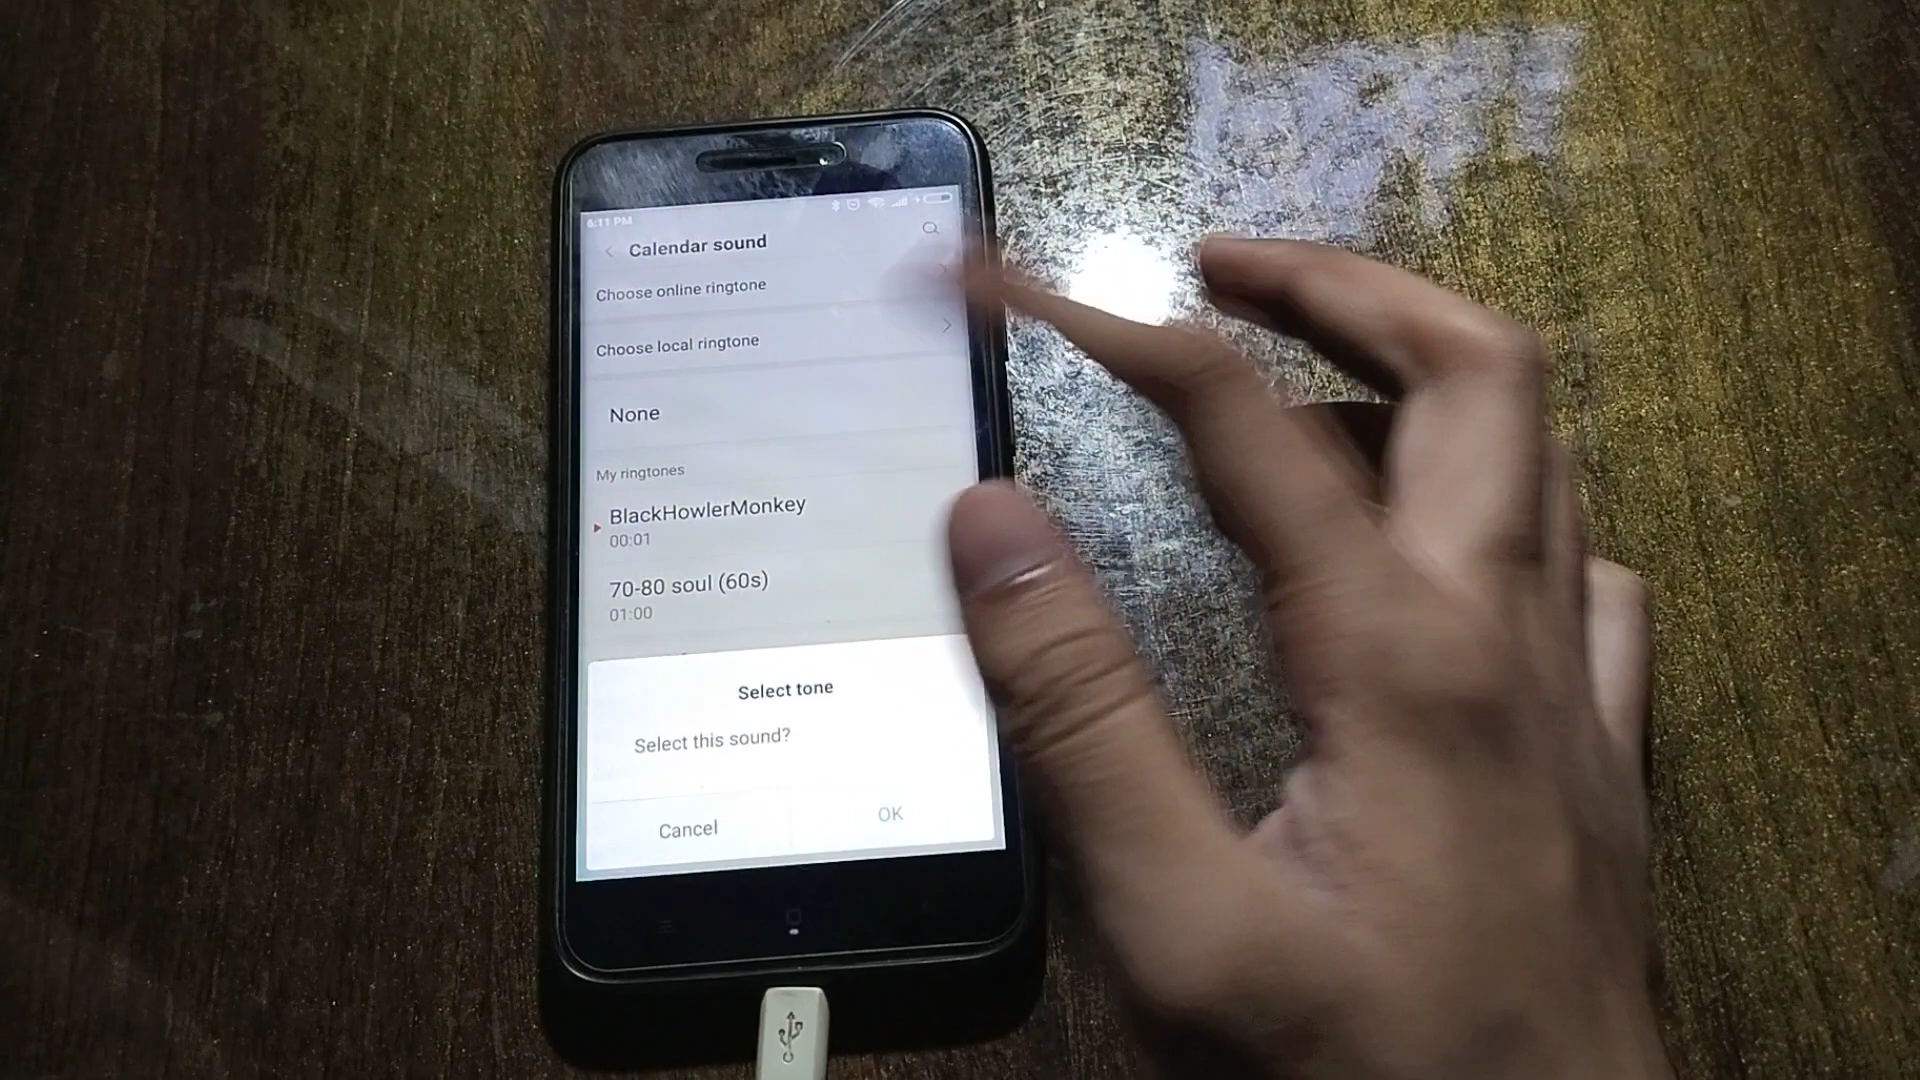 6:11 PM
Calendar sound
Choose online ringtone
Choose local ringtone
None
My ringtones
BlackHowlerMonkey
00:01
70-80 soul (60s)
01:00
Select tone
Select this sound?
Cancel
OK